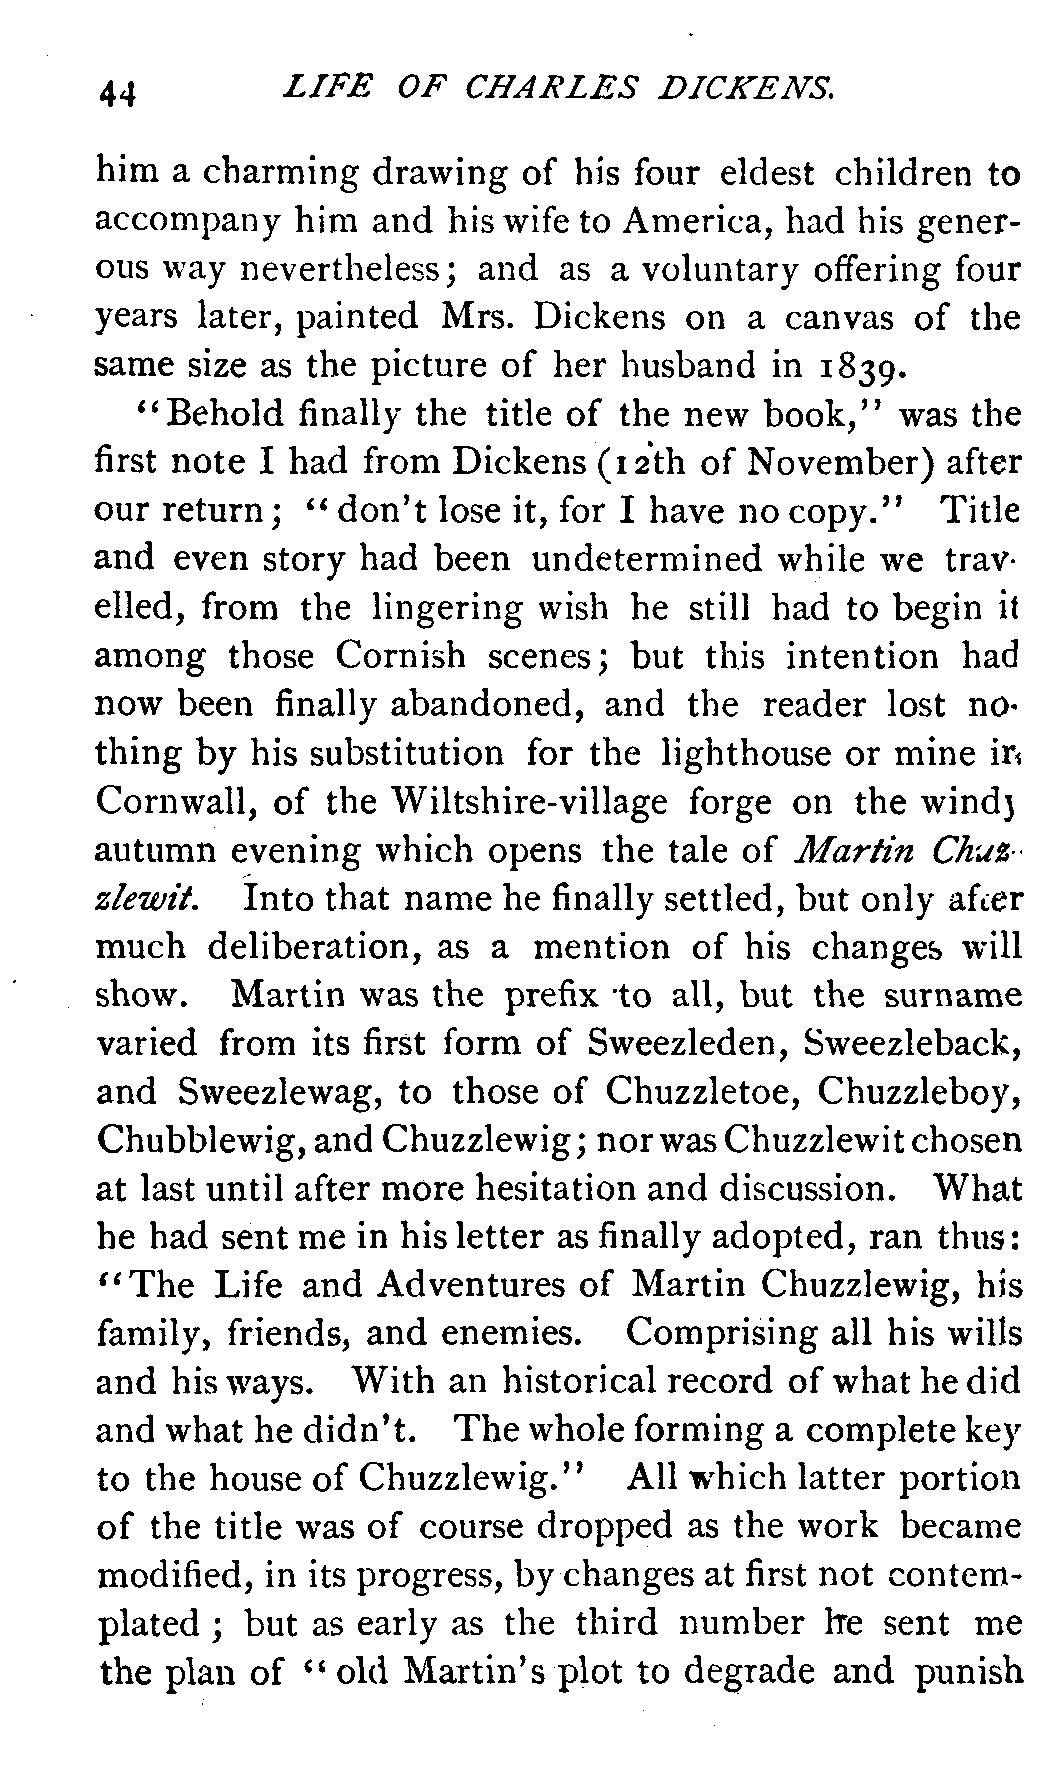 44 LIFE OF CHARLES DICKENS.
him a charming drawing of his four eldest children to
accompany him and his wife to America, had his gener-
ous way nevertheless; and as a voluntary offering four
years later, painted Mrs. Dickens on a canvas of the
same size as the picture of her husband in 1839.
"Behold finally the title of the new book," was the
first note I had from Dickens (12th of November) after
our return; "don't lose it, for I have no copy." Title
and even story had been undetermined while we trav-
elled, from the lingering wish he still had to begin it
among those Cornish scenes; but this intention had
now been finally abandoned, and the reader lost no-
thing by his substitution for the lighthouse or mine in
Cornwall, of the Wiltshire-village forge on the windy
autumn evening which opens the tale of Martin Chuz-
zlewit. Into that name he finally settled, but only after
much deliberation, as a mention of his changes will
show. Martin was the prefix to all, but the surname
varied from its first form of Sweezleden, Sweezleback,
and Sweezlewag, to those of Chuzzletoe, Chuzzleboy,
Chubblewig, and Chuzzlewig; nor was Chuzzlewit chosen
at last until after more hesitation and discussion. What
he had sent me in his letter as finally adopted, ran thus:
"The Life and Adventures of Martin Chuzzlewig, his
family, friends, and enemies. Comprising all his wills
and his ways. With an historical record of what he did
and what he didn't. The whole forming a complete key
to the house of Chuzzlewig." All which latter portion
of the title was of course dropped as the work became
modified, in its progress, by changes at first not contem-
plated; but as early as the third number he sent me
the plan of "old Martin's plot to degrade and punish